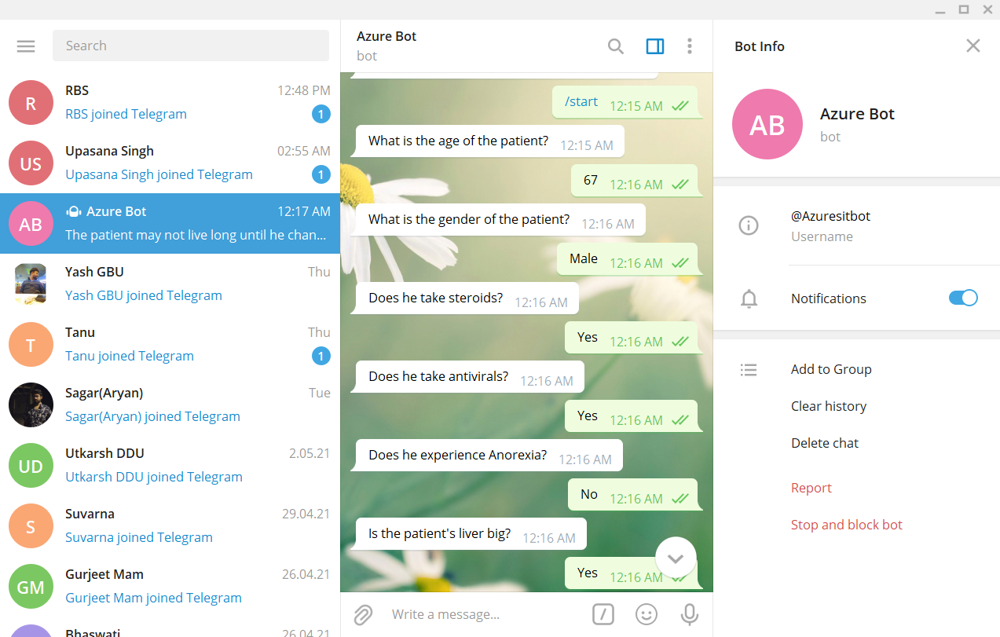 Search
RBS
12:48 PM
RBS joined Telegram
1
Upasana Singh
02:55 AM
Upasana Singh joined Telegram
1
Azure Bot
12:17 AM
The patient may not live long until he chan...
Yash GBU
Thu
Yash GBU joined Telegram
Tanu
Thu
Tanu joined Telegram
1
Sagar(Aryan)
Tue
Sagar(Aryan) joined Telegram
Utkarsh DDU
2.05.21
Utkarsh DDU joined Telegram
Suvarna
29.04.21
Suvarna joined Telegram
Gurjeet Mam
26.04.21
Gurjeet Mam joined Telegram
Bhaswati
26.04.21
R
US
AB
T
UD
S
GM
Azure Bot
bot
/start 12:15 AM
What is the age of the patient? 12:15 AM
67 12:16 AM
What is the gender of the patient? 12:16 AM
Male 12:16 AM
Does he take steroids? 12:16 AM
Yes 12:16 AM
Does he take antivirals? 12:16 AM
Yes 12:16 AM
Does he experience Anorexia? 12:16 AM
No 12:16 AM
Is the patient's liver big? 12:16 AM
Yes 12:16 AM
Write a message...
Bot Info
AB
Azure Bot
bot
@Azuresitbot
Username
Notifications
Add to Group
Clear history
Delete chat
Report
Stop and block bot